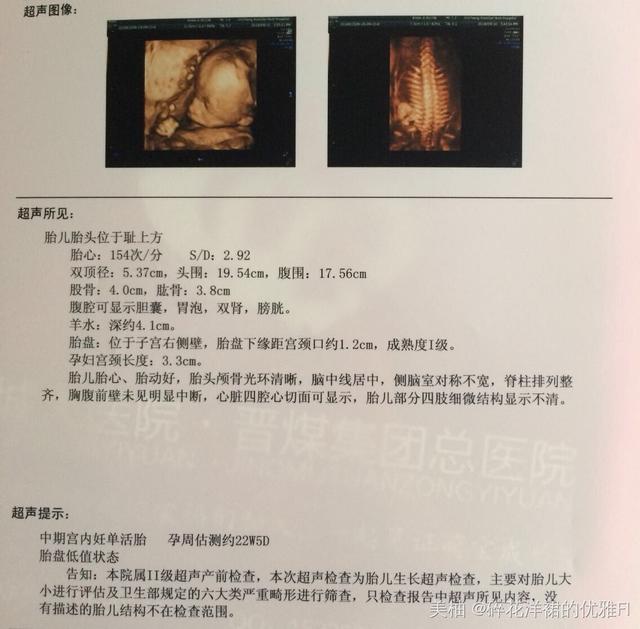 超声图像：
超声所见：
胎儿胎头位于耻上方
胎心：154次/分 S/D：2.92
双顶径：5.37cm，头围：19.54cm，腹围：17.56cm
股骨：4.0cm，肱骨：3.8cm
腹腔可显示胆囊，胃泡，双肾，膀胱。
羊水：深约4.1cm。
胎盘：位于子宫右侧壁，胎盘下缘距宫颈口约1.2cm，成熟度I级。
孕妇宫颈长度：3.3cm。
胎儿胎心、胎动好，胎头颅骨光环清晰，脑中线居中，侧脑室对称不宽，脊柱排列整
齐，胸腹前壁未见明显中断，心脏四腔心切面可显示，胎儿部分四肢细微结构显示不清。
医院·晋煤集团总医院
超声提示：
中期宫内妊单活胎 孕周估测约22W5D
胎盘低值状态
告知：本院属II级超声产前检查，本次超声检查为胎儿生长超声检查，主要对胎儿大
小进行评估及卫生部规定的六大类严重畸形进行筛查，只检查报告中超声所见内容，没
有描述的胎儿结构不在检查范围。
美柚 @碎花洋裙的优雅FI